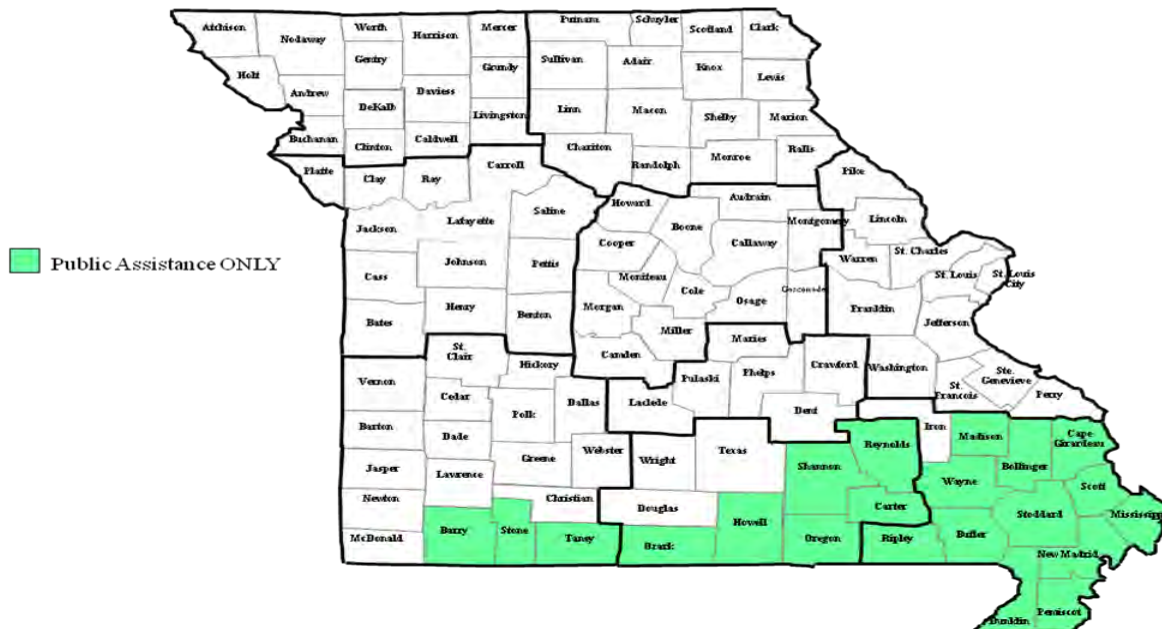 Putnam Schuyler
Atchison Worth Mercer Scotland Clark
Nodaway Harrison
Gentry Sullivan Adair
Holt Grundy Knox Lewis
Andrew Daviess
DeKalb Linn Macon
Livingston Shelby Marion
Buchanan Caldwell
Clinton Chariton Monroe Ralls
Carroll Randolph
Platte Clay Ray Pike
Howard Audrain
Lafayette Saline Boone Montgomery Lincoln
Jackson
Cooper Callaway St. Charles
Public Assistance ONLY
Johnson Pettis Warren St. Louis St. Louis
City
Cass Moniteau Cole
Osage Gasconade
Henry Benton Morgan Franklin
Bates Miller Jefferson
St.
Clair Maries
Hickory Camden Crawford Washington
Vernon Pulaski Phelps Ste.
Genevieve
St.
Francois
Cedar Polk Dallas Laclede Dent Perry
Barton Iron Madison Cape
Girardeau
Dade Reynolds
Greene Webster Wright Texas
Jasper Lawrence Shannon Bollinger
Wayne Scott
Newton Christian Douglas Carter
Howell Stoddard Mississippi
McDonald Barry Stone Taney Ozark Oregon Ripley Butler
New Madrid
Pemiscot
Dunklin